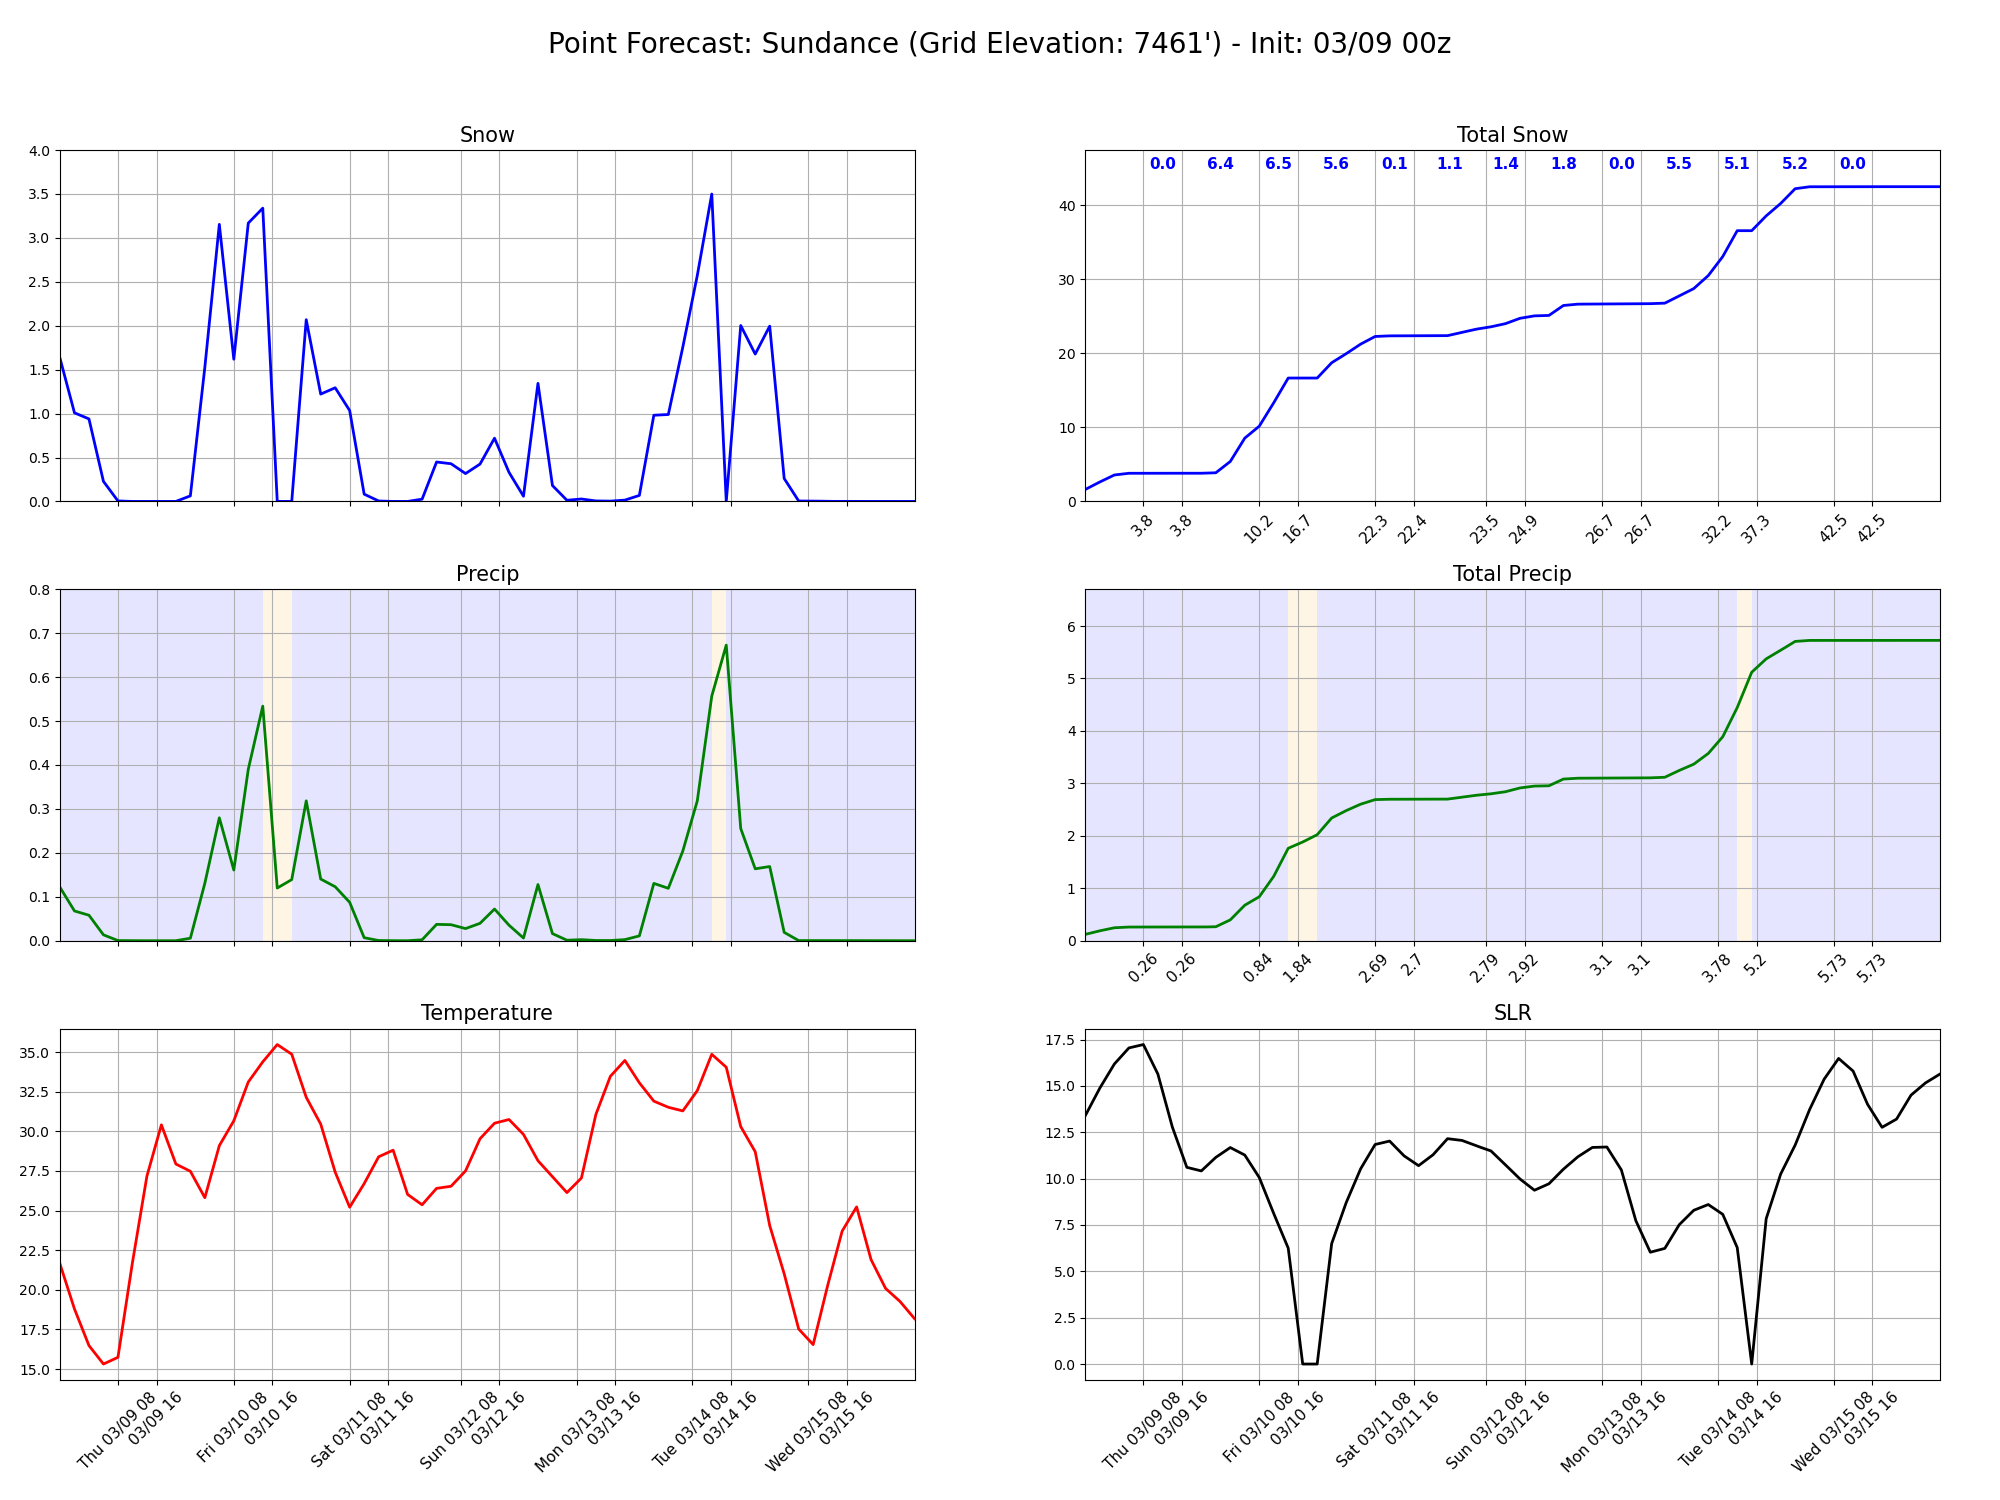 Point Forecast: Sundance (Grid Elevation: 7461') - Init: 03/09 00z
Snow
4.0
3.5
3.0
2.5
2.0
1.5
1.0
0.5
0.0
Total Snow
0.0 6.4 6.5 5.6 0.1 1.1 1.4 1.8 0.0 5.5 5.1 5.2 0.0
40
30
20
10
0
3.8 3.8 10.2 16.7 22.3 22.4 23.5 24.9 26.7 26.7 32.2 37.3 42.5 42.5
Precip
0.8
0.7
0.6
0.5
0.4
0.3
0.2
0.1
0.0
Total Precip
6
5
4
3
2
1
0
0.26 0.26 0.84 1.84 2.69 2.7 2.79 2.92 3.1 3.1 3.78 5.2 5.73 5.73
Temperature
35.0
32.5
30.0
27.5
25.0
22.5
20.0
17.5
15.0
Thu 03/09 08
03/09 16
Fri 03/10 08
03/10 16
Sat 03/11 08
03/11 16
Sun 03/12 08
03/12 16
Mon 03/13 08
03/13 16
Tue 03/14 08
03/14 16
Wed 03/15 08
03/15 16
SLR
17.5
15.0
12.5
10.0
7.5
5.0
2.5
0.0
Thu 03/09 08
03/09 16
Fri 03/10 08
03/10 16
Sat 03/11 08
03/11 16
Sun 03/12 08
03/12 16
Mon 03/13 08
03/13 16
Tue 03/14 08
03/14 16
Wed 03/15 08
03/15 16